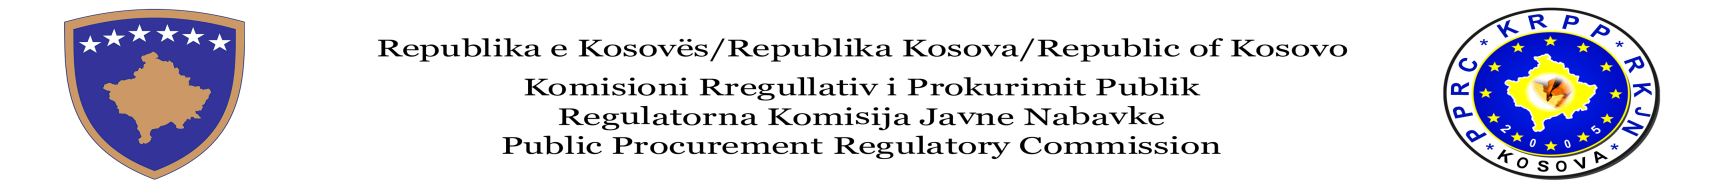 Republika e Kosovës/Republika Kosova/Republic of Kosovo
Komisioni Rregullativ i Prokurimit Publik
Regulatorna Komisija Javne Nabavke
Public Procurement Regulatory Commission
PPRC * KRPP * RKJN
* KOSOVA *
2005